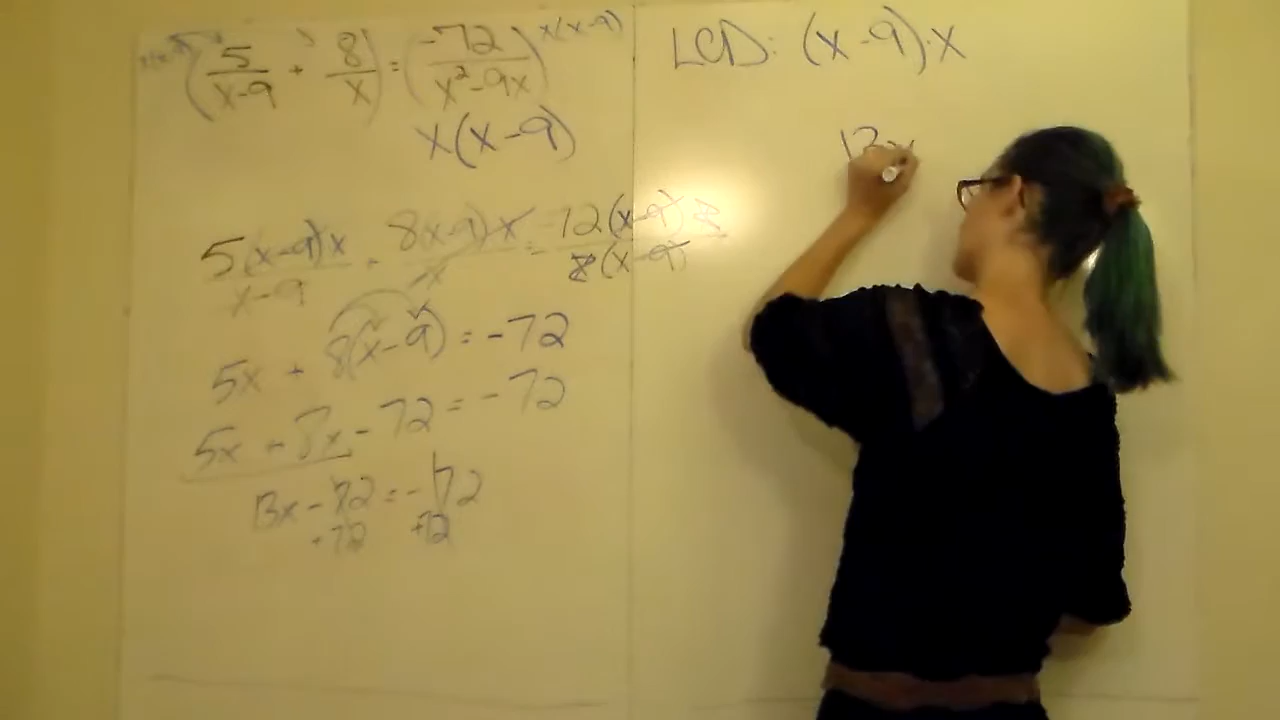 x(x-9) (5/(x-9) + 8/x) = (-72/(x²-9x)) x(x-9)
x(x-9)
5(x-9)x/(x-9) + 8(x-9)x/x = -72(x-9)x/x(x-9)
5x + 8(x-9) = -72
5x + 8x - 72 = -72
13x - 72 = -72
+72 +72
LCD: (x-9)·x
13x